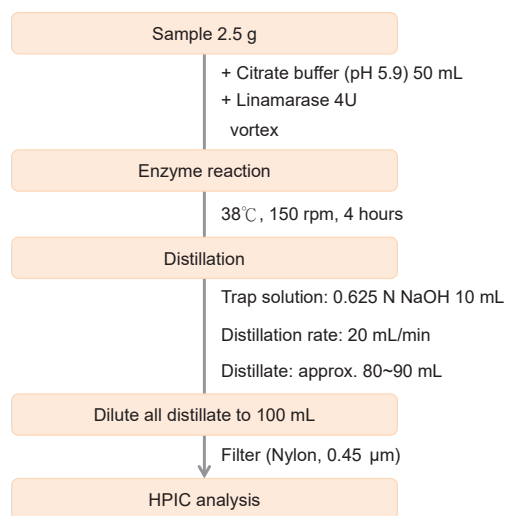 Sample 2.5 g
+ Citrate buffer (pH 5.9) 50 mL
+ Linamarase 4U
vortex
Enzyme reaction
38℃, 150 rpm, 4 hours
Distillation
Trap solution: 0.625 N NaOH 10 mL
Distillation rate: 20 mL/min
Distillate: approx. 80~90 mL
Dilute all distillate to 100 mL
Filter (Nylon, 0.45 μm)
HPIC analysis